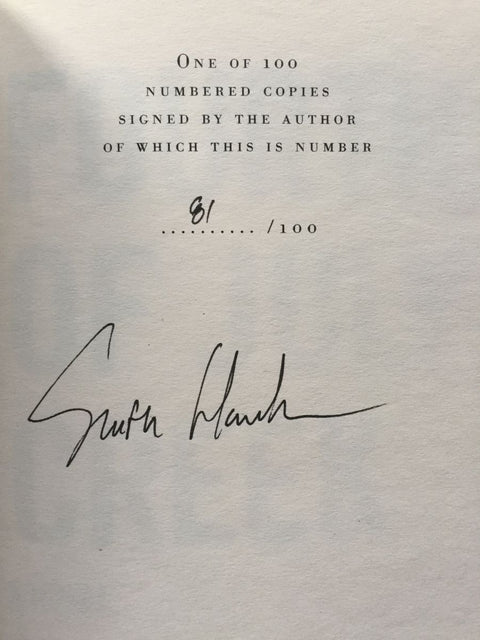 ONE OF 100
NUMBERED COPIES
SIGNED BY THE AUTHOR
OF WHICH THIS IS NUMBER
81
.......... /100